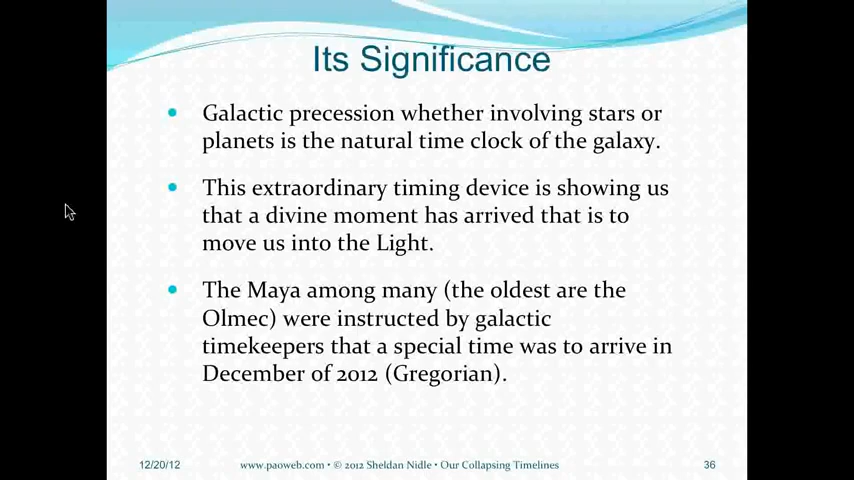 Its Significance
Galactic precession whether involving stars or
planets is the natural time clock of the galaxy.
This extraordinary timing device is showing us
that a divine moment has arrived that is to
move us into the Light.
The Maya among many (the oldest are the
Olmec) were instructed by galactic
timekeepers that a special time was to arrive in
December of 2012 (Gregorian).
12/20/12 www.paoweb.com • © 2012 Sheldan Nidle • Our Collapsing Timelines 36